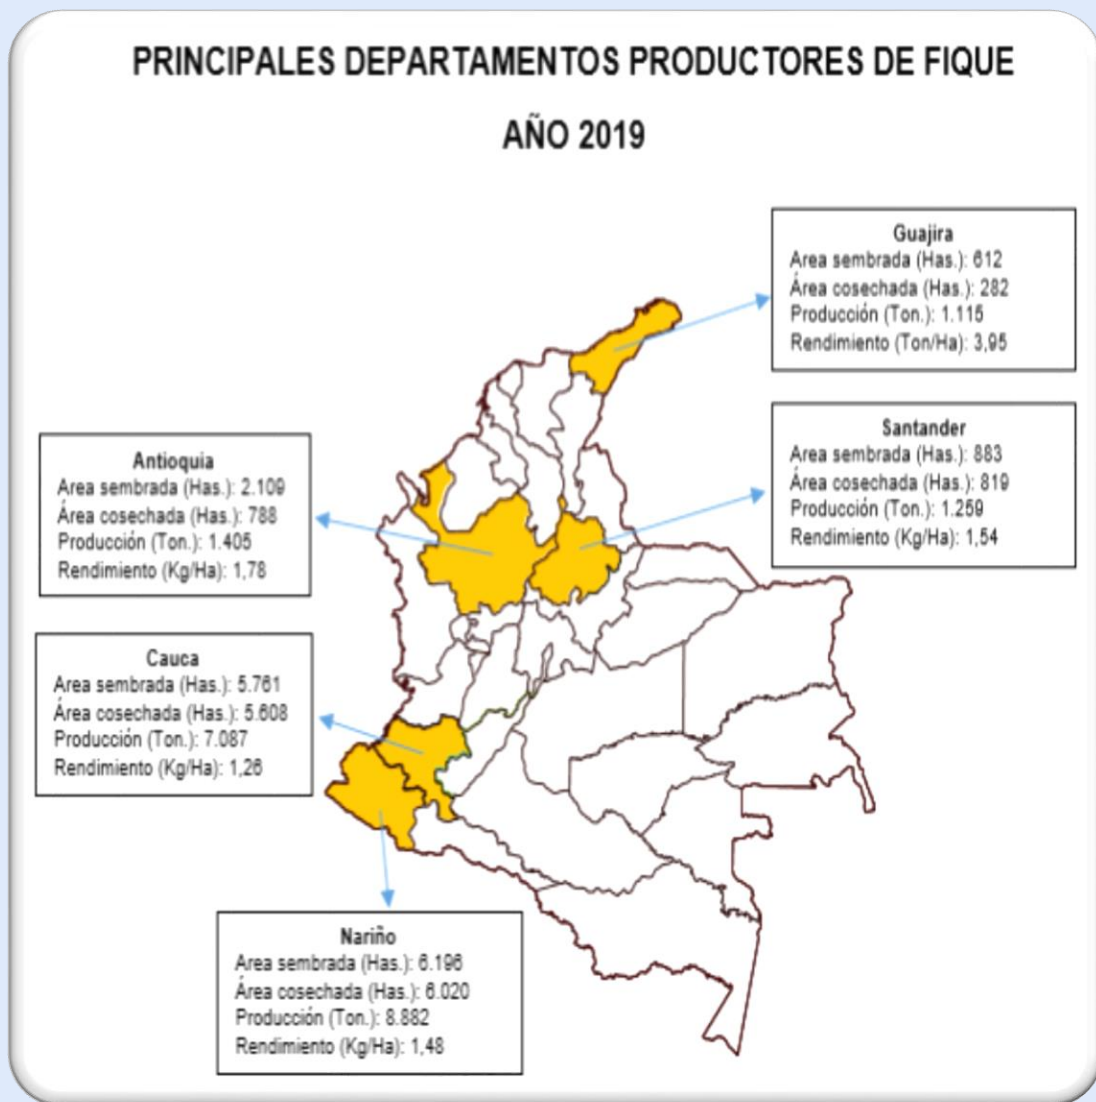 PRINCIPALES DEPARTAMENTOS PRODUCTORES DE FIQUE
AÑO 2019
Guajira
Area sembrada (Has.): 612
Área cosechada (Has.): 282
Producción (Ton.): 1.115
Rendimiento (Ton/Ha): 3,95
Santander
Area sembrada (Has.): 883
Área cosechada (Has.): 819
Producción (Ton.): 1.259
Rendimiento (Kg/Ha): 1,54
Antioquia
Area sembrada (Has.): 2.109
Área cosechada (Has.): 788
Producción (Ton.): 1.405
Rendimiento (Kg/Ha): 1,78
Cauca
Area sembrada (Has.): 5.761
Área cosechada (Has.): 5.608
Producción (Ton.): 7.087
Rendimiento (Kg/Ha): 1,26
Nariño
Area sembrada (Has.): 6.196
Área cosechada (Has.): 6.020
Producción (Ton.): 8.882
Rendimiento (Kg/Ha): 1,48